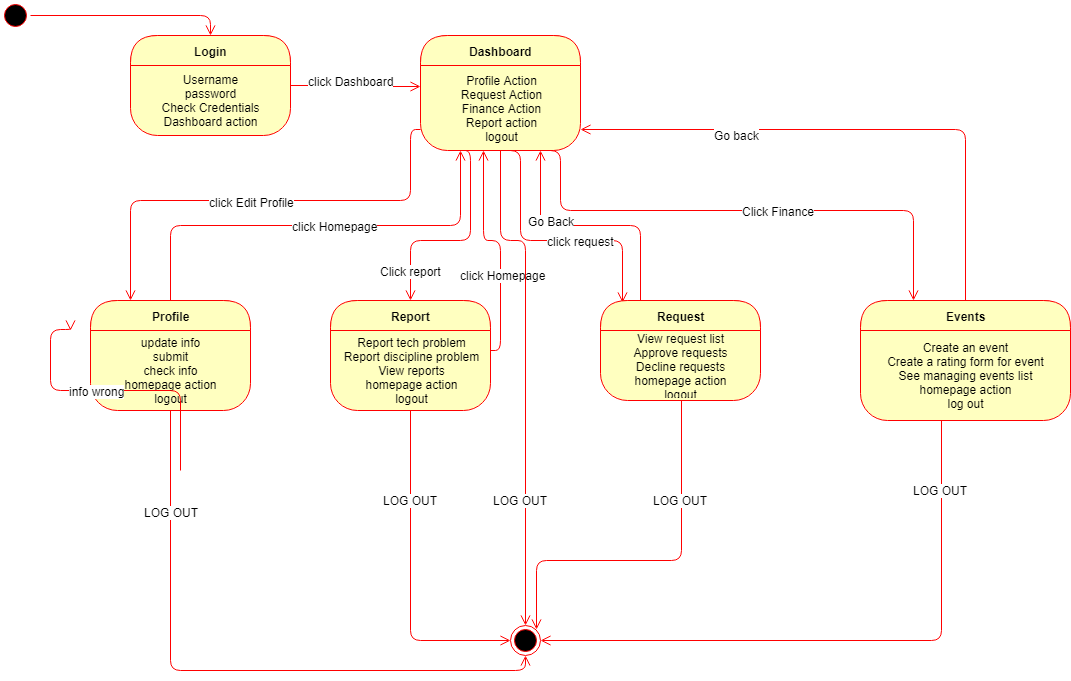 Login
Username
password
Check Credentials
Dashboard action
click Dashboard
Dashboard
Profile Action
Request Action
Finance Action
Report action
logout
Go back
click Edit Profile
click Homepage
Click report
click Homepage
Go Back
click request
Click Finance
Profile
update info
submit
check info
homepage action
logout
info wrong
Report
Report tech problem
Report discipline problem
View reports
homepage action
logout
Request
View request list
Approve requests
Decline requests
homepage action
logout
Events
Create an event
Create a rating form for event
See managing events list
homepage action
log out
LOG OUT
LOG OUT
LOG OUT
LOG OUT
LOG OUT